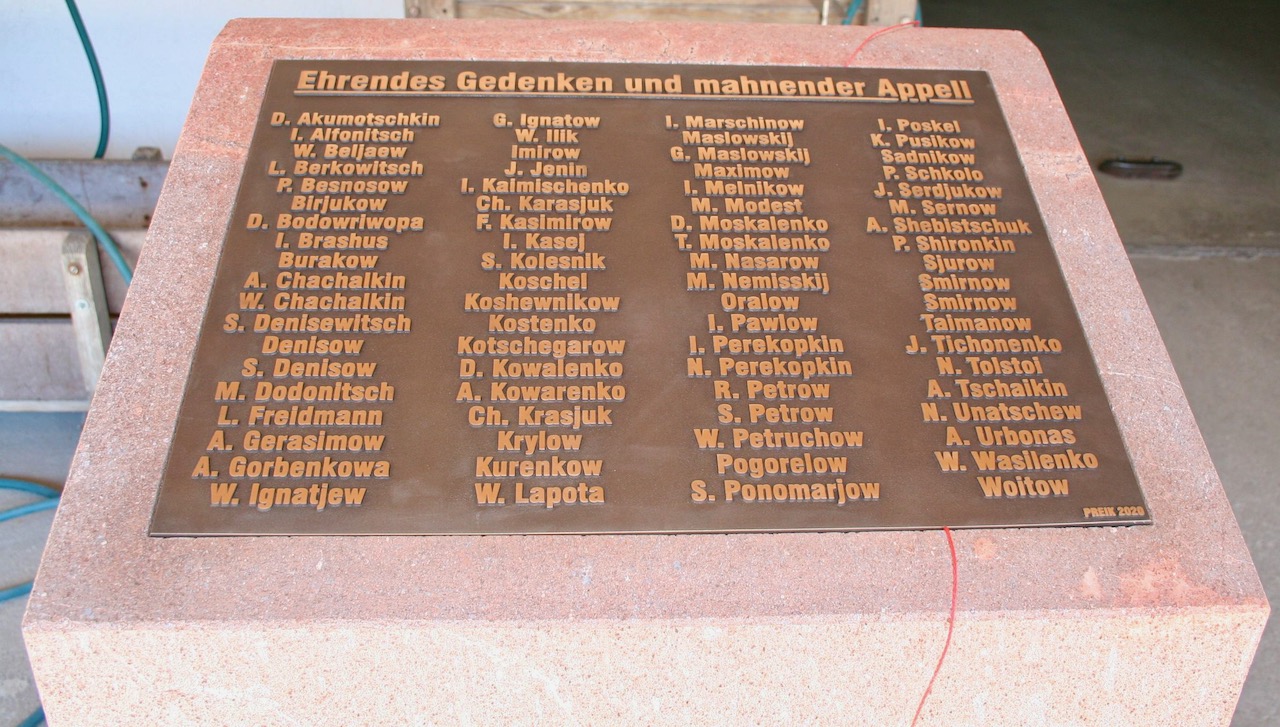 Ehrendes Gedenken und mahnender Appell
D. Akumotschkin
I. Alfonitsch
W. Beljaew
L. Berkowitsch
P. Besnosow
Birjukow
D. Bodowriwopa
I. Brashus
Burakow
A. Chachalkin
W. Chachalkin
S. Denisewitsch
Denisow
S. Denisow
M. Dodonitsch
L. Freidmann
A. Gerasimow
A. Gorbenkowa
W. Ignatjew
G. Ignatow
W. Ilik
Imirow
J. Jenin
I. Kalmischenko
Ch. Karasjuk
F. Kasimirow
I. Kasej
S. Kolesnik
Koschel
Koshewnikow
Kostenko
Kotschegarow
D. Kowalenko
A. Kowarenko
Ch. Krasjuk
Krylow
Kurenkow
W. Lapota
I. Marschinow
Maslowskij
G. Maslowskij
Maximow
I. Melnikow
M. Modest
D. Moskalenko
T. Moskalenko
M. Nasarow
M. Nemisskij
Oralow
I. Pawlow
I. Perekopkin
N. Perekopkin
R. Petrow
S. Petrow
W. Petruchow
Pogorelow
S. Ponomarjow
I. Poskel
K. Pusikow
Sadnikow
P. Schkolo
J. Serdjukow
M. Sernow
A. Shebistschuk
P. Shironkin
Sjurow
Smirnow
Smirnow
Taimanow
J. Tichonenko
N. Tolstoi
A. Tschaikin
N. Unatschew
A. Urbonas
W. Wasilenko
Woitow
PREIK 2020